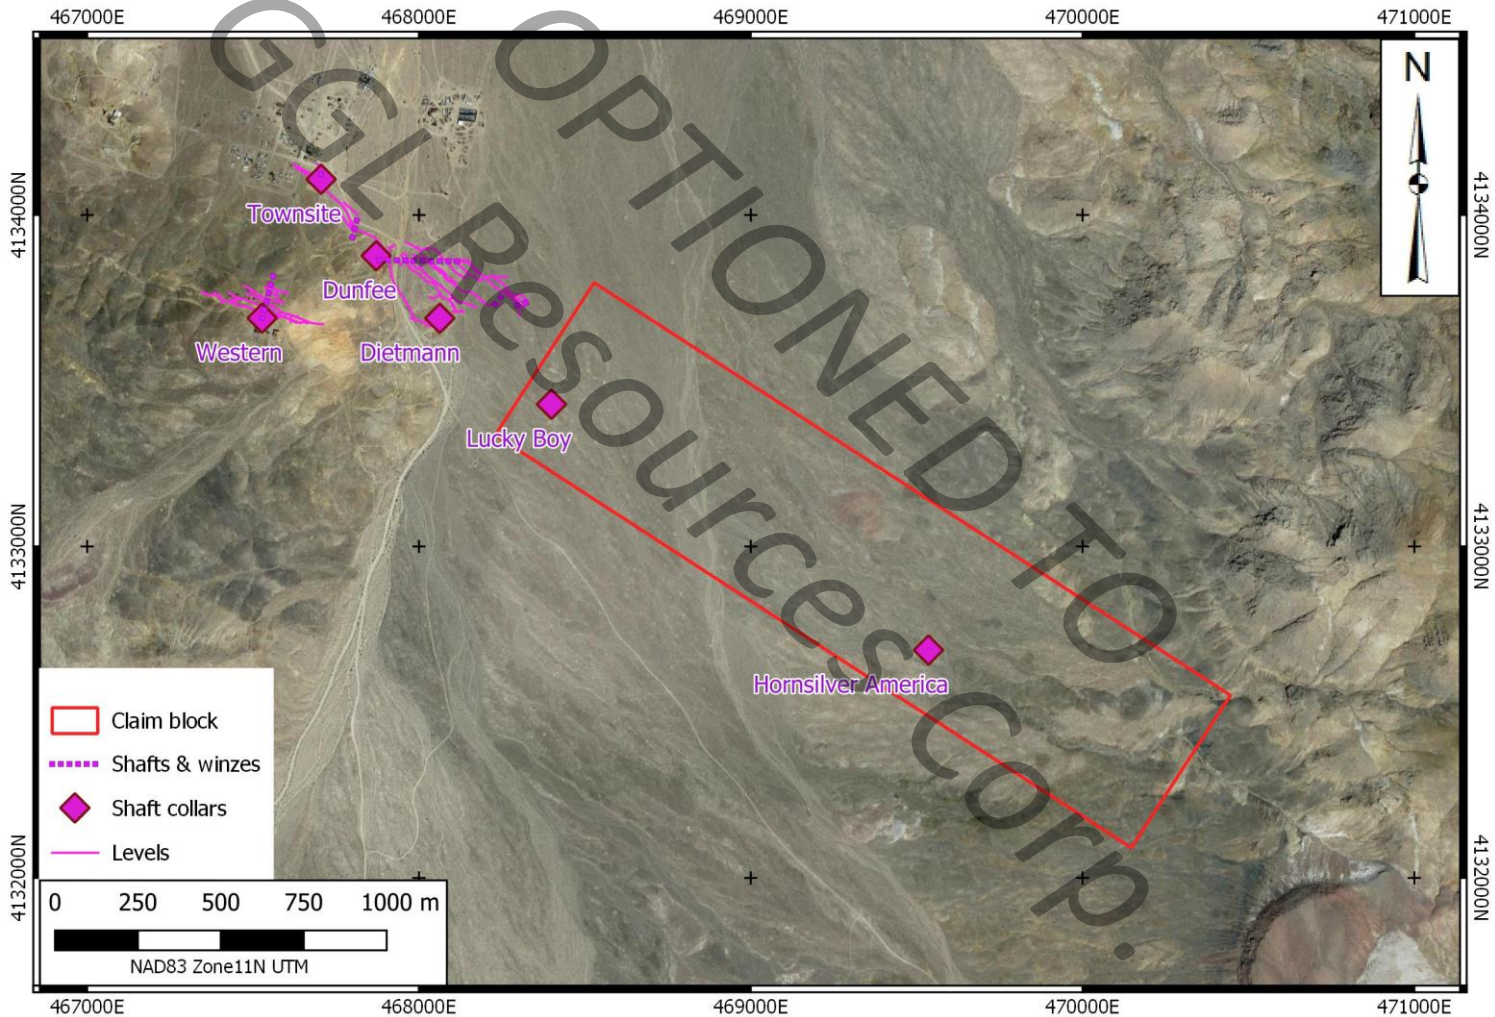 467000E 468000E 469000E 470000E 471000E
N
4134000N
4134000N
Townsite
Dunfee
Western
Dietmann
Lucky Boy
4133000N
4133000N
Hornsilver America
OPTIONED TO
GGL Resources Corp.
Claim block
Shafts & winzes
Shaft collars
Levels
4132000N
4132000N
0 250 500 750 1000 m
NAD83 Zone11N UTM
467000E 468000E 469000E 470000E 471000E